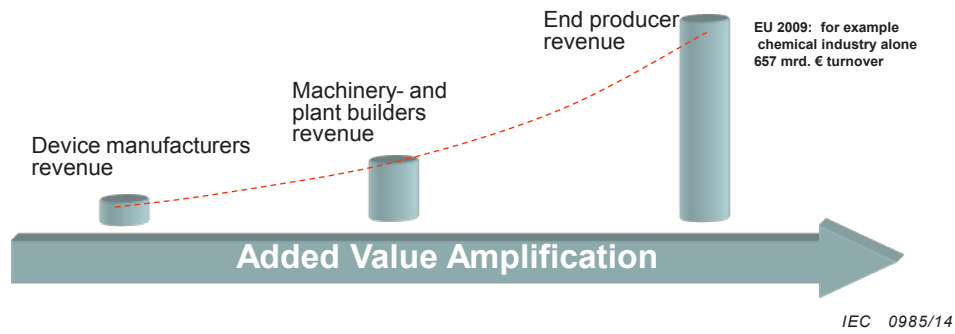 End producer
revenue
EU 2009:  for example
chemical industry alone
657 mrd. € turnover
Machinery- and
plant builders
revenue
Device manufacturers
revenue
Added Value Amplification
IEC   0985/14